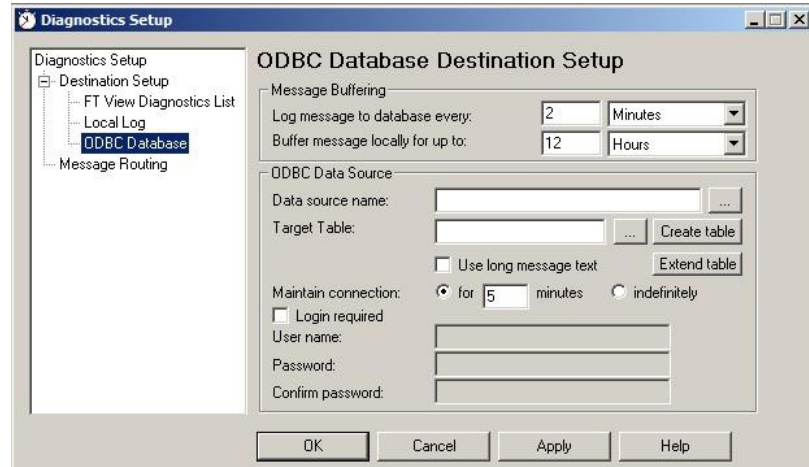 Diagnostics Setup
Diagnostics Setup
Destination Setup
FT View Diagnostics List
Local Log
ODBC Database
Message Routing
ODBC Database Destination Setup
Message Buffering
Log message to database every: 2 Minutes
Buffer message locally for up to: 12 Hours
ODBC Data Source
Data source name: ...
Target Table: ... Create table
Use long message text Extend table
Maintain connection: for 5 minutes indefinitely
Login required
User name:
Password:
Confirm password:
OK Cancel Apply Help